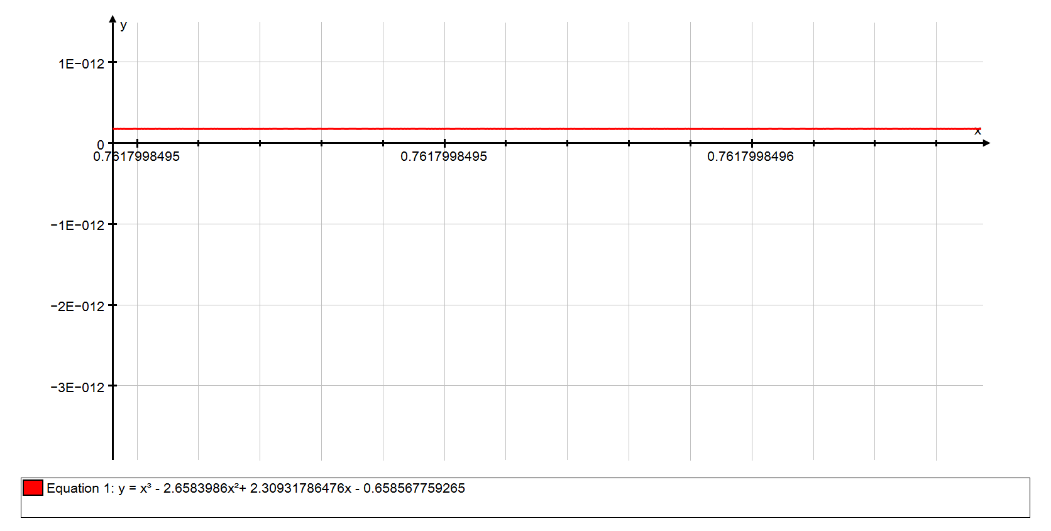 y
1E−012
x
0
0.7617998495 0.7617998495 0.7617998496
−1E−012
−2E−012
−3E−012
Equation 1: y = x³ - 2.6583986x²+ 2.30931786476x - 0.658567759265